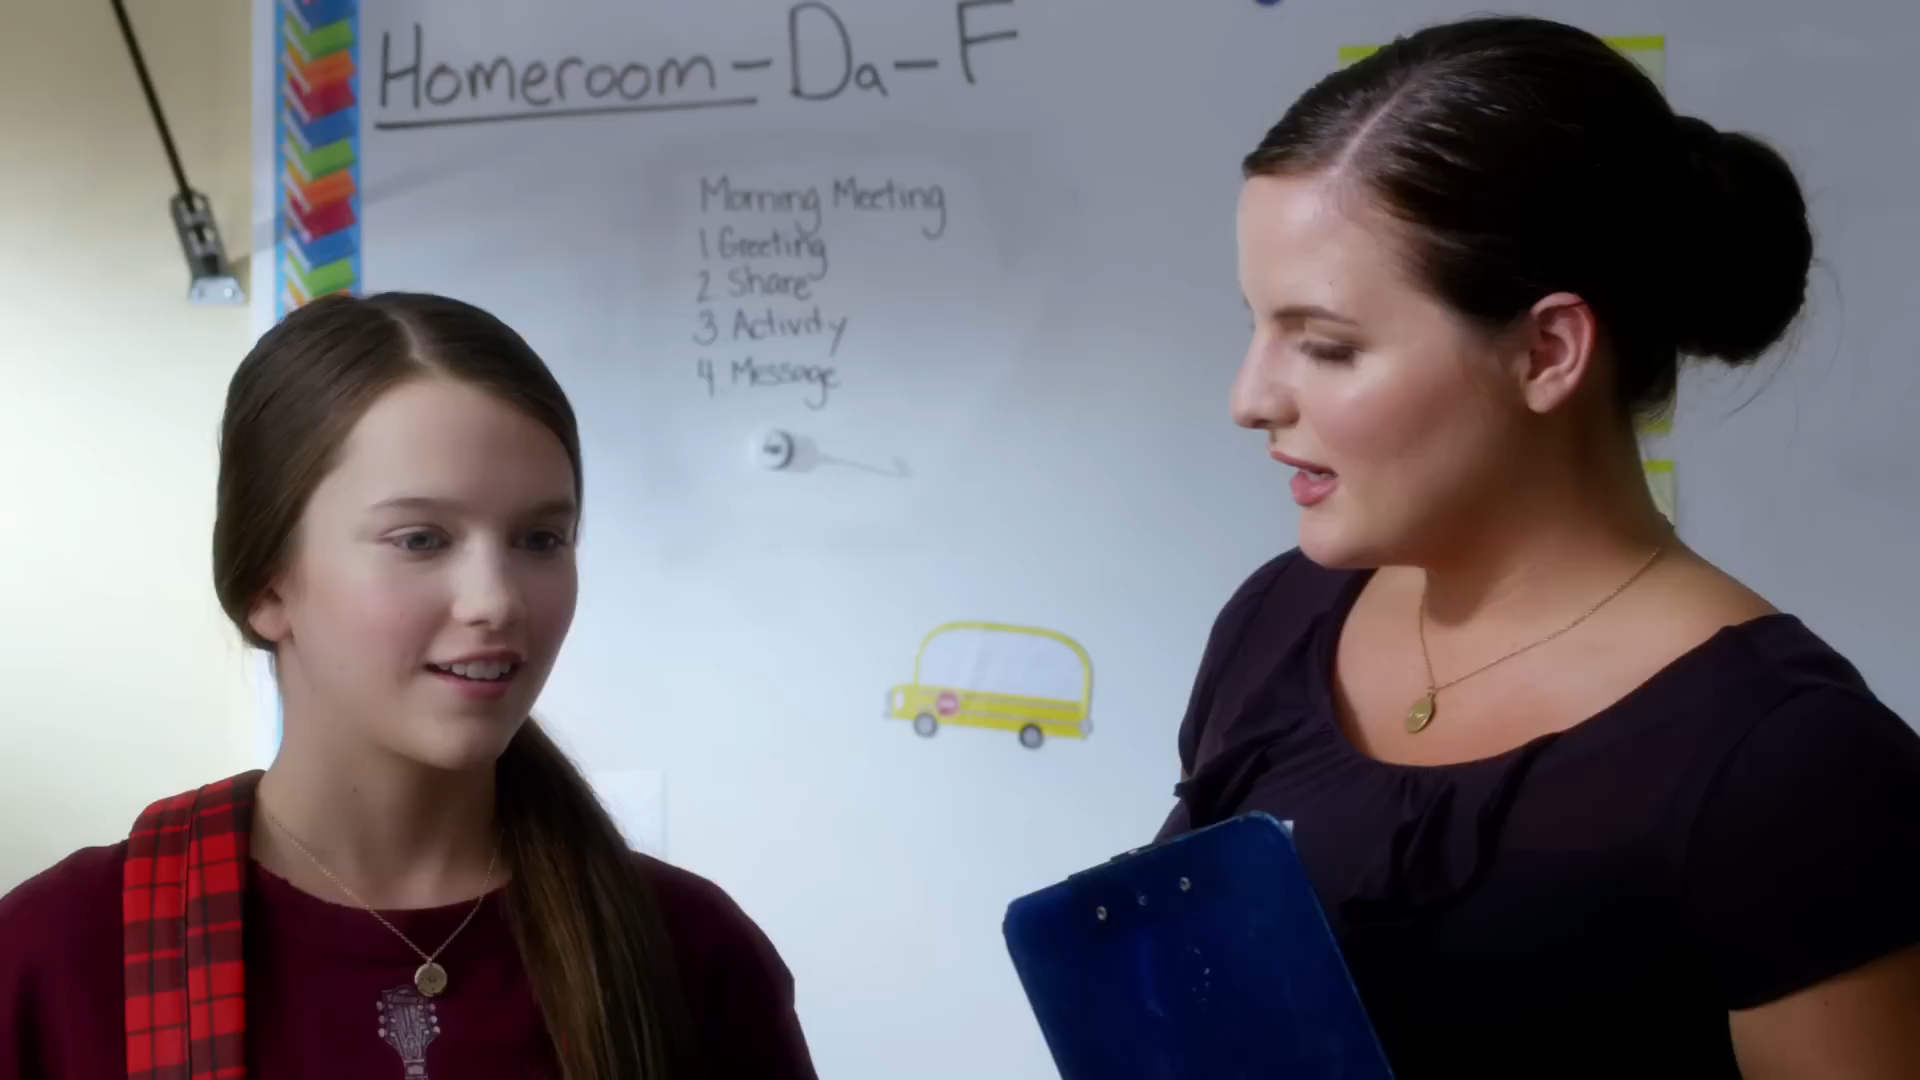 Homeroom - Da - F
Morning Meeting
1 Greeting
2 Share
3 Activity
4. Message